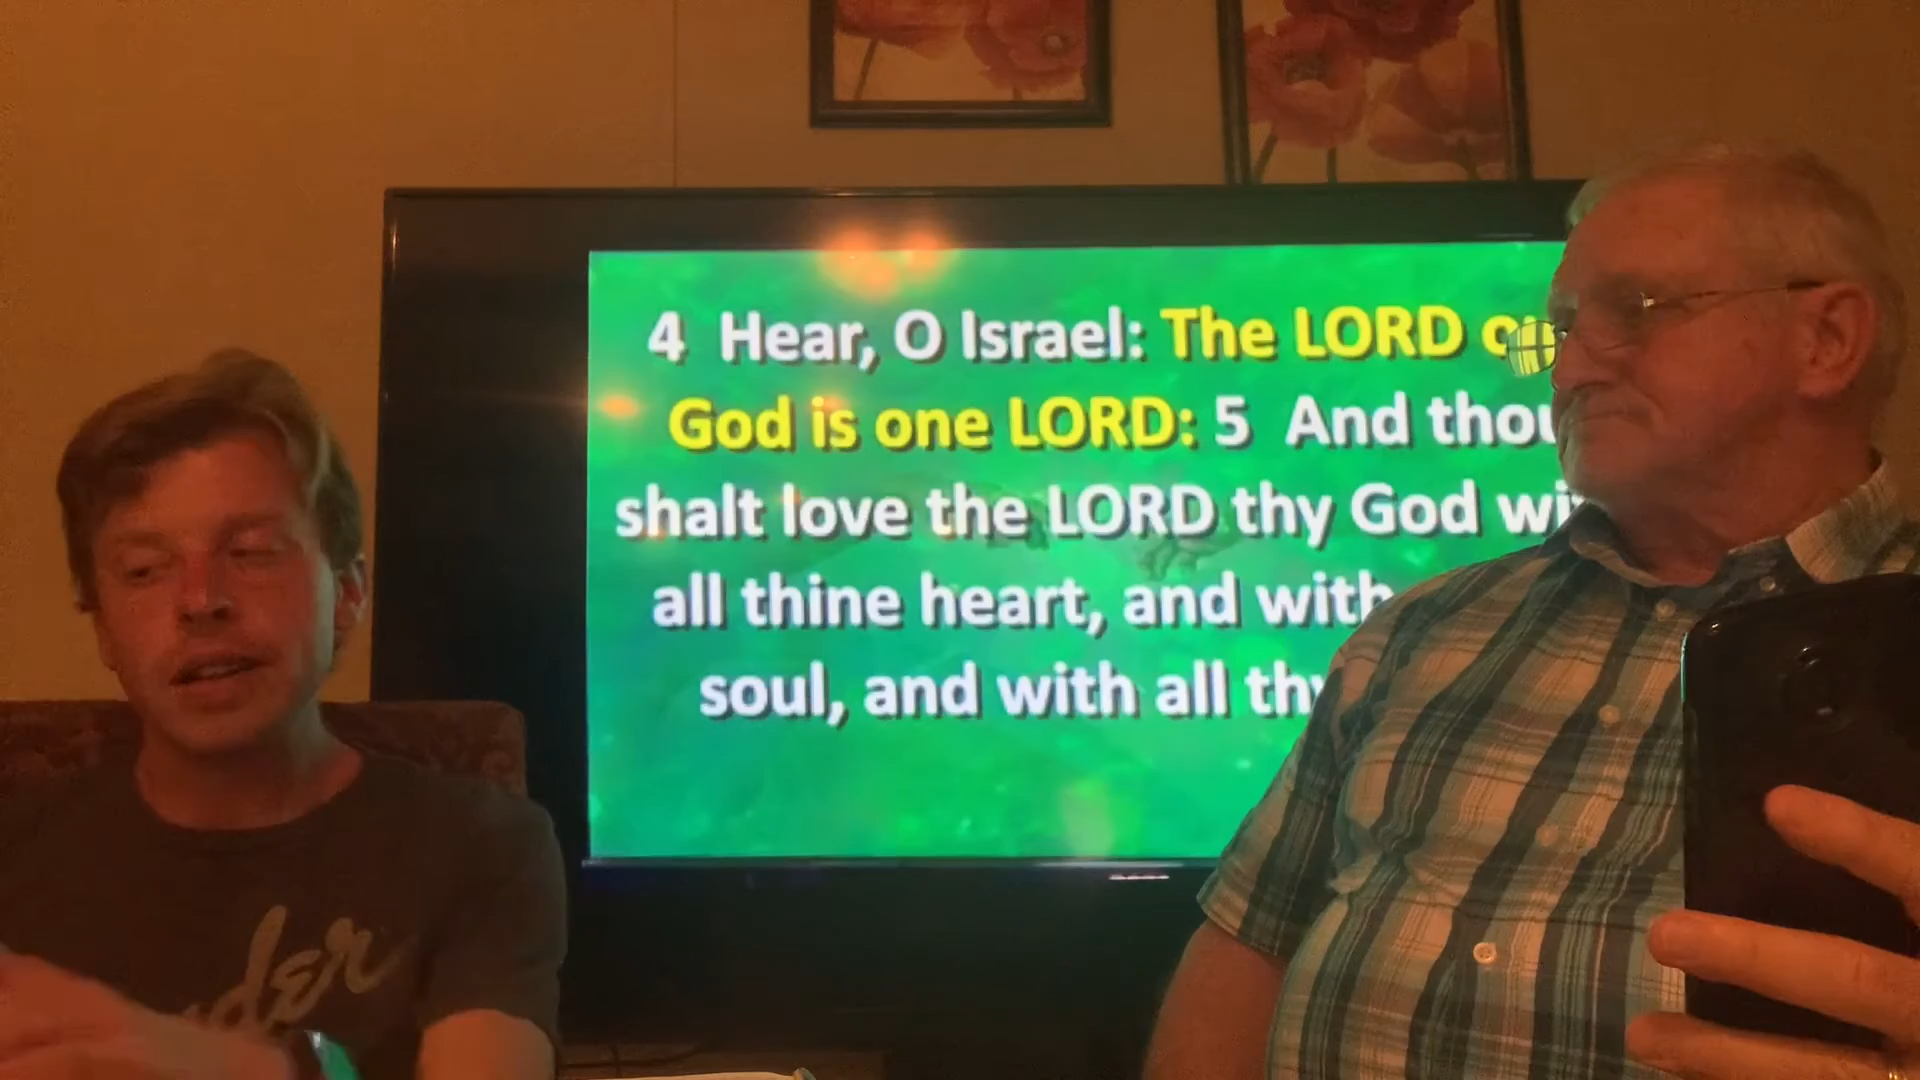 4 Hear, O Israel: The LORD
God is one LORD: 5 And thou
shalt love the LORD thy God
all thine heart, and with
soul, and with all